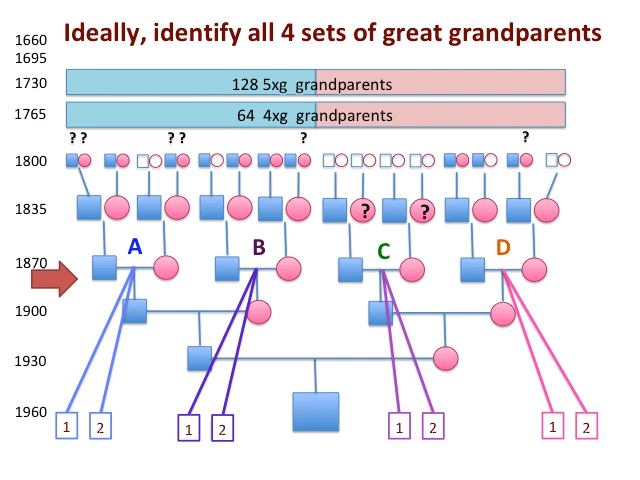 Ideally, identify all 4 sets of great grandparents
1660
1695
1730 128 5xg grandparents
1765 64 4xg grandparents
? ? ? ? ? ?
1800
1835 ? ?
A B C D
1870
1900
1930
1960 1 2 1 2 1 2 1 2